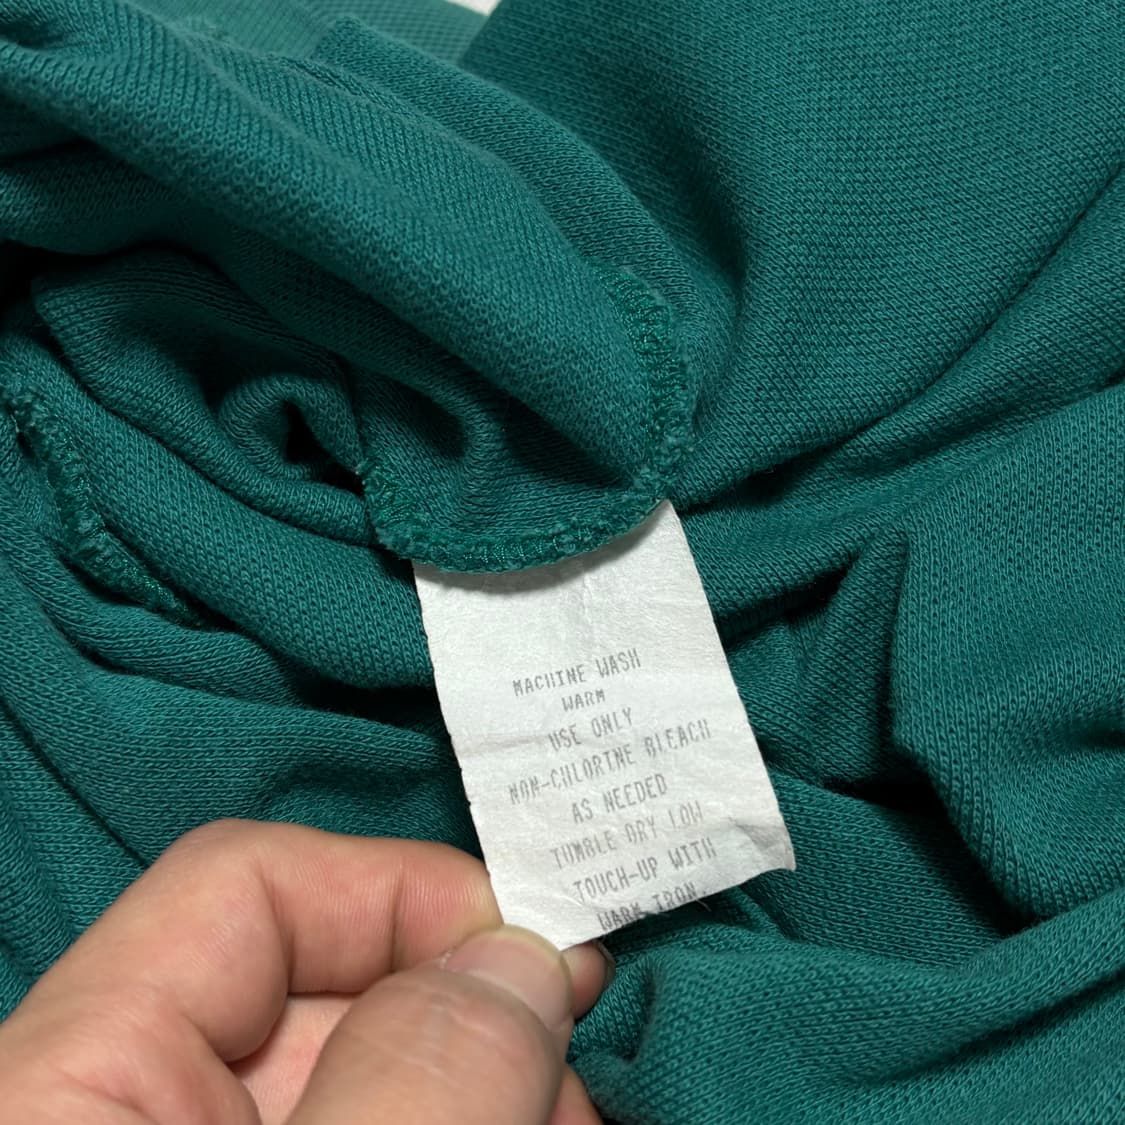 MACHINE WASH
WARM
USE ONLY
NON-CHLORINE BLEACH
AS NEEDED
TUMBLE DRY LOW
TOUCH-UP WITH
WARM IRON.